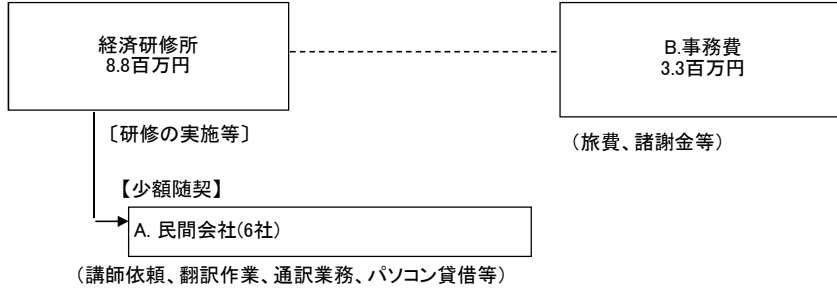 経済研修所
8.8百万円
B.事務費
3.3百万円
〔研修の実施等〕
（旅費、諸謝金等）
【少額随契】
A. 民間会社(6社)
（講師依頼、翻訳作業、通訳業務、パソコン貸借等）